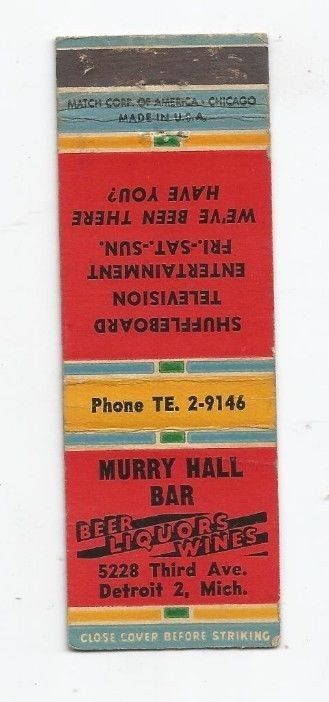 MATCH CORP. OF AMERICA · CHICAGO
MADE IN U.S.A.
SHUFFLEBOARD
TELEVISION
ENTERTAINMENT
FRI.-SAT.-SUN.
WE'VE BEEN THERE
HAVE YOU?
Phone TE. 2-9146
MURRY HALL
BAR
BEER
LIQUORS
WINES
5228 Third Ave.
Detroit 2, Mich.
CLOSE COVER BEFORE STRIKING